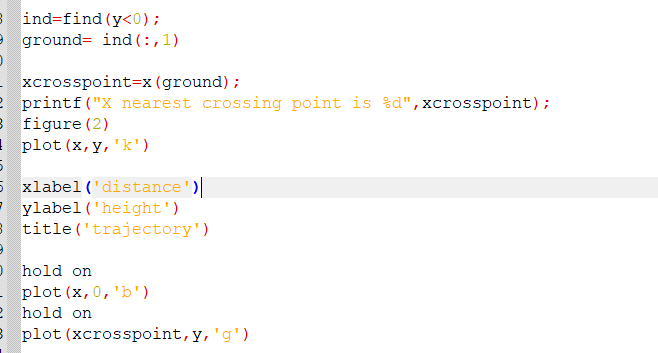 ind=find(y<0);
ground= ind(:,1)
xcrosspoint=x(ground);
printf("X nearest crossing point is %d",xcrosspoint);
figure(2)
plot(x,y,'k')
xlabel('distance')
ylabel('height')
title('trajectory')
hold on
plot(x,0,'b')
hold on
plot(xcrosspoint,y,'g')